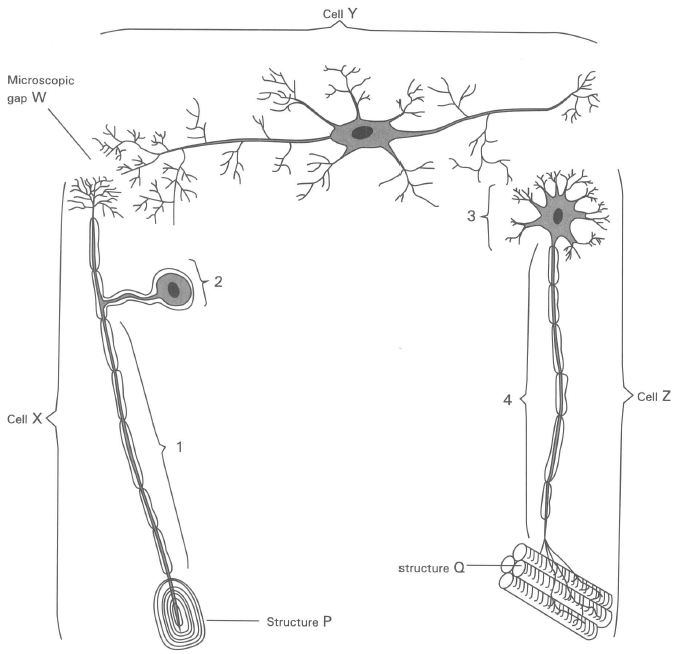 Cell Y
Microscopic
gap W
3
2
Cell X
1
4
Cell Z
structure Q
Structure P